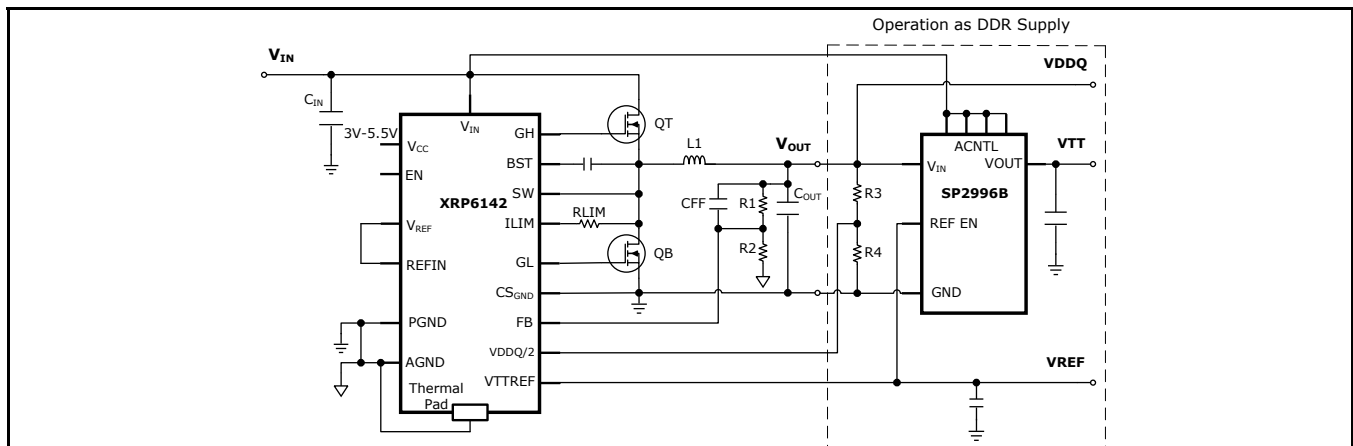 Operation as DDR Supply
VIN
VDDQ
CIN
3V-5.5V
VIN
VCC
EN
XRP6142
VREF
REFIN
PGND
AGND
Thermal
Pad
GH
BST
SW
ILIM
GL
CSGND
FB
VDDQ/2
VTTREF
QT
RLIM
QB
L1
VOUT
CFF
R1
COUT
R2
R3
R4
ACNTL
VIN
VOUT
SP2996B
REF EN
GND
VTT
VREF